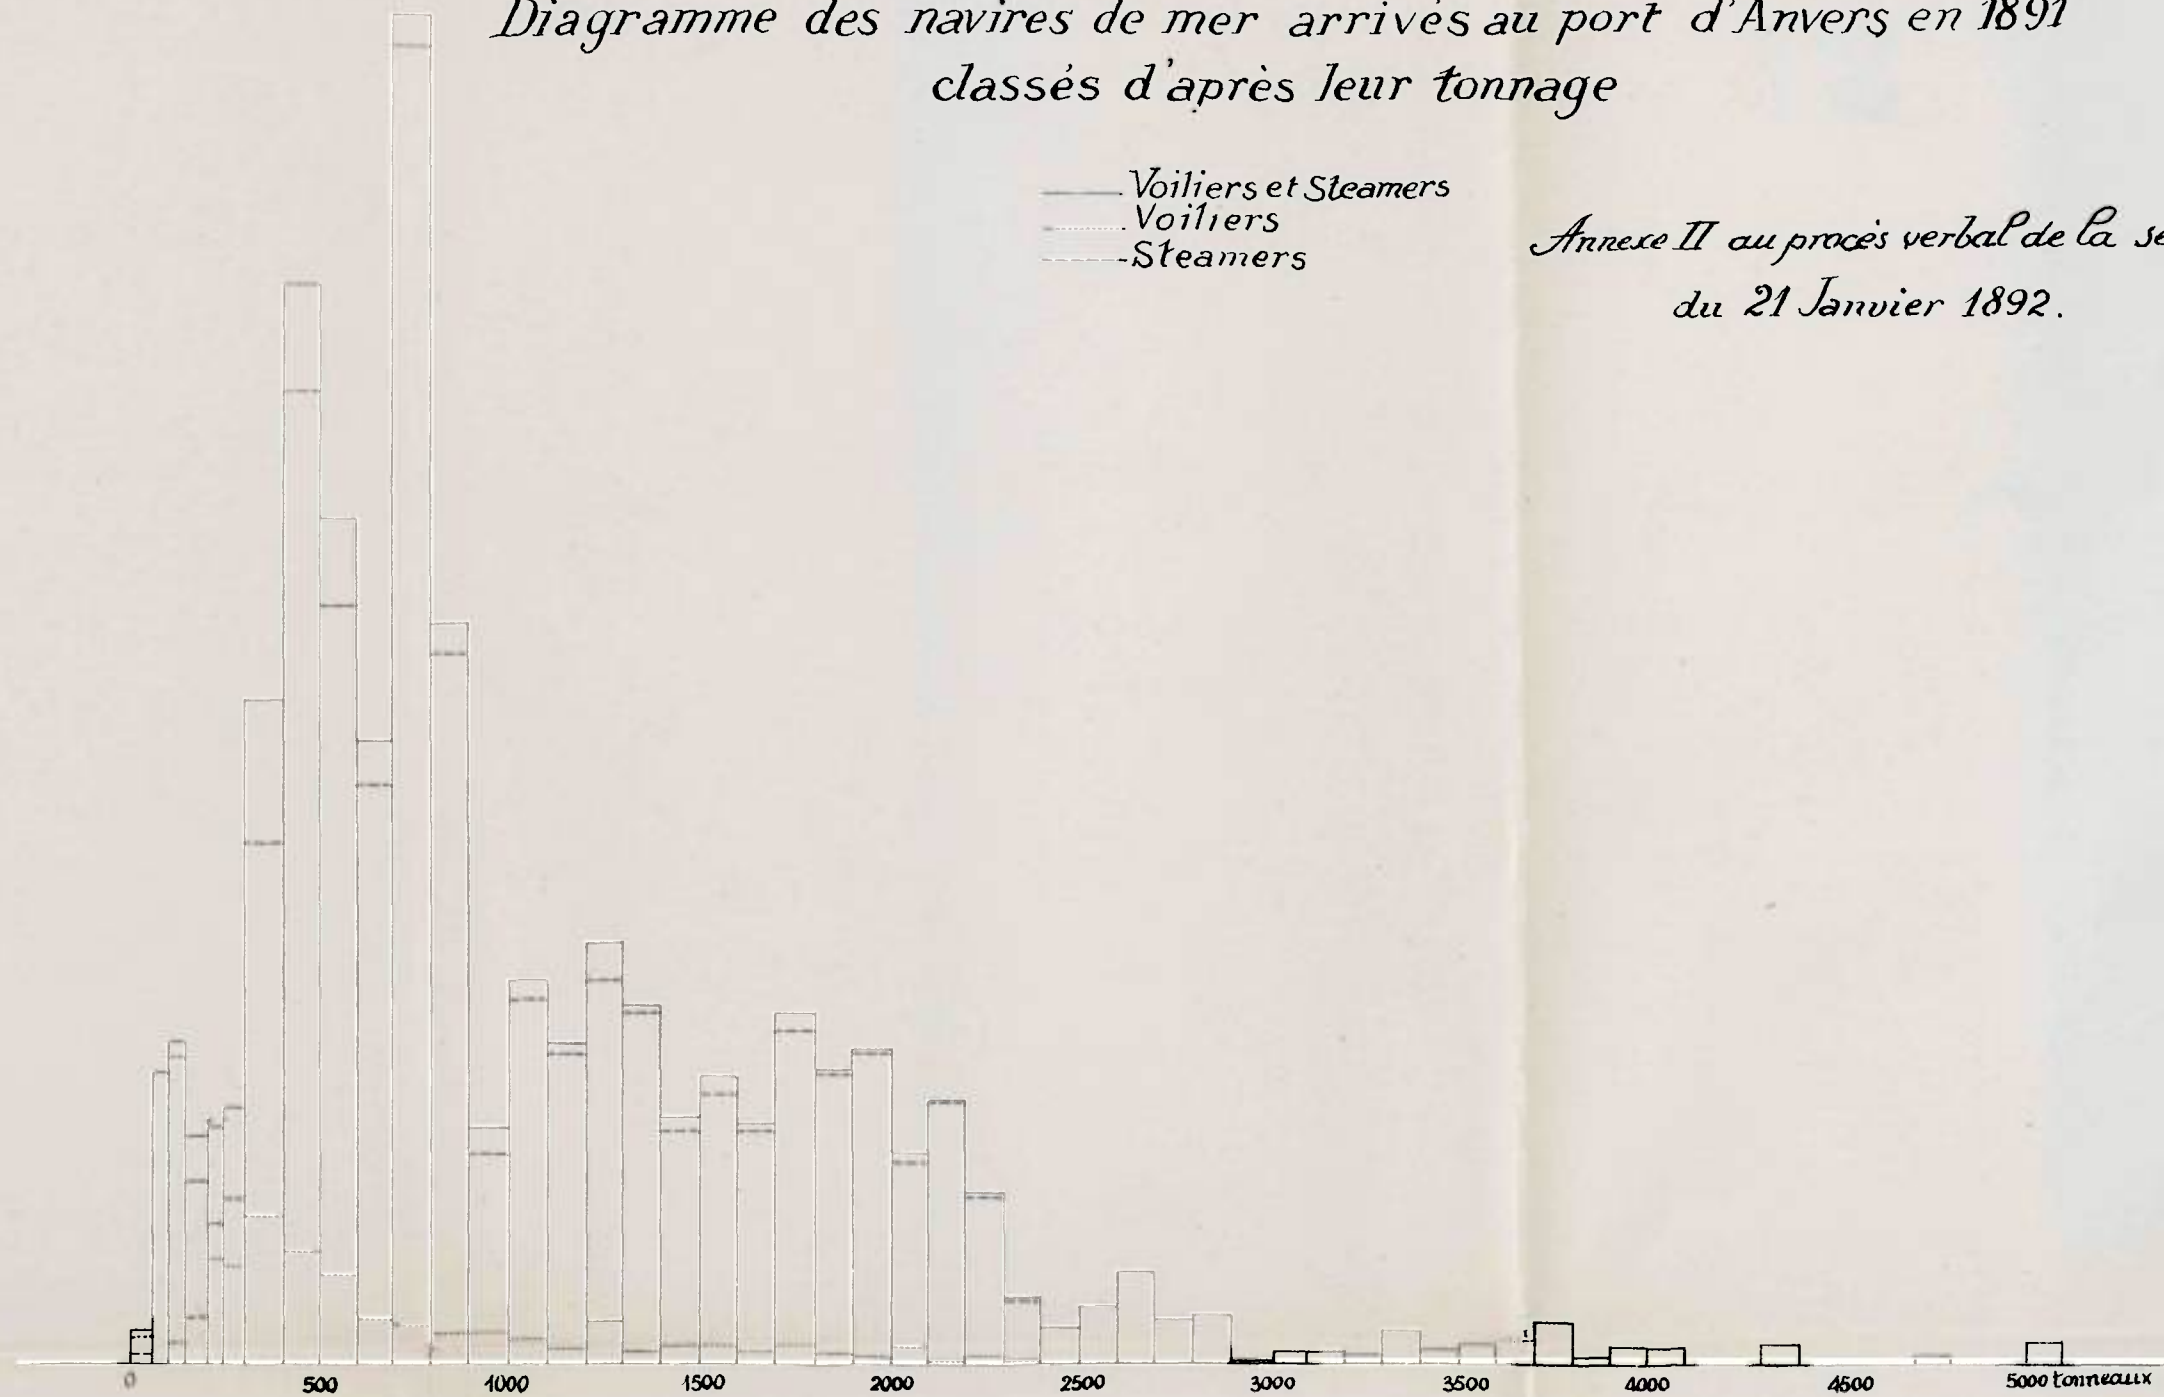 Diagramme des navires de mer arrivés au port d'Anvers en 1891
classés d'après leur tonnage
Voiliers et Steamers
Voiliers
Steamers
Annexe II au procès verbal de la sé
du 21 Janvier 1892.
0 500 1000 1500 2000 2500 3000 3500 4000 4500 5000 tonneaux